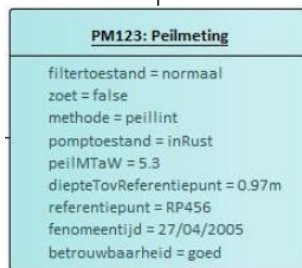 PM123: Peilmeting
filtertoestand = normaal
zoet = false
methode = peillint
pomptoestand = inRust
peilMTaW = 5.3
diepteTovReferentiepunt = 0.97m
referentiepunt = RP456
fenomeentijd = 27/04/2005
betrouwbaarheid = goed